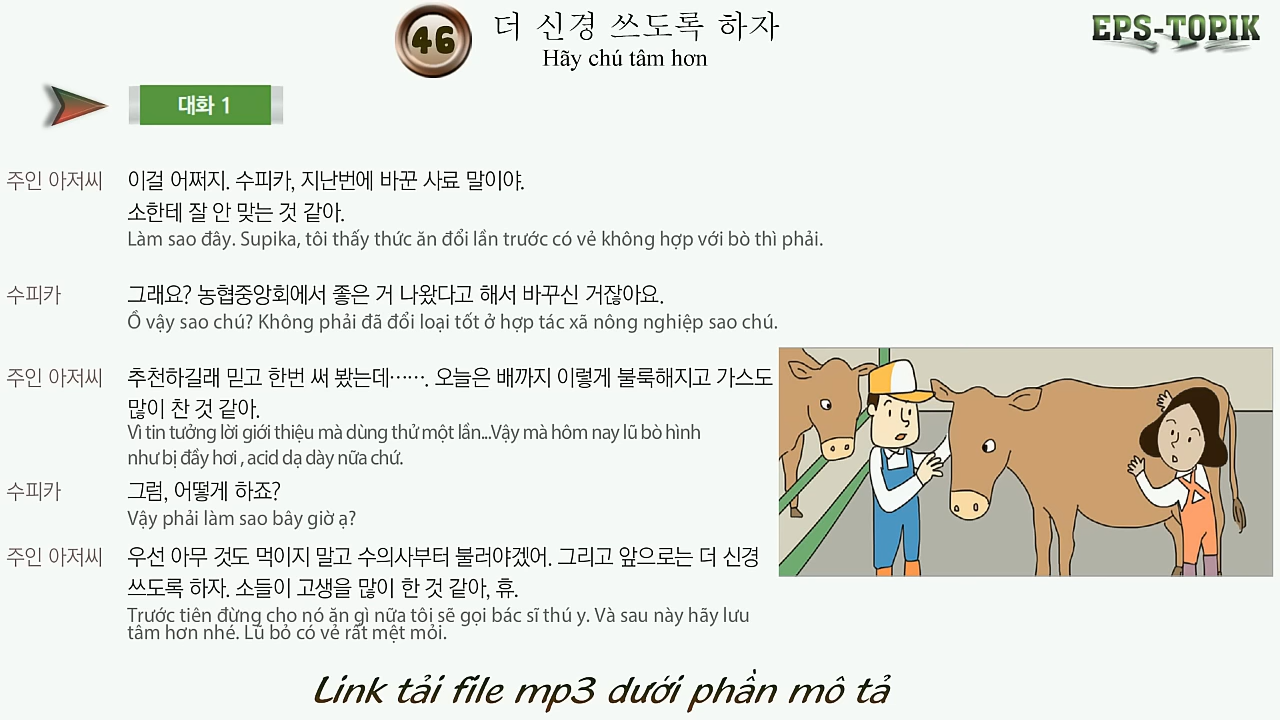 46
더 신경 쓰도록 하자
Hãy chú tâm hơn
EPS-TOPIK
대화 1
주인 아저씨 이걸 어쩌지. 수피카, 지난번에 바꾼 사료 말이야.
소한테 잘 안 맞는 것 같아.
Làm sao đây. Supika, tôi thấy thức ăn đổi lần trước có vẻ không hợp với bò thì phải.
수피카 그래요? 농협중앙회에서 좋은 거 나왔다고 해서 바꾸신 거잖아요.
Ồ vậy sao chú? Không phải đã đổi loại tốt ở hợp tác xã nông nghiệp sao chú.
주인 아저씨 추천하길래 믿고 한번 써 봤는데……. 오늘은 배까지 이렇게 불룩해지고 가스도
많이 찬 것 같아.
Vì tin tưởng lời giới thiệu mà dùng thử một lần...Vậy mà hôm nay lũ bò hình
như bị đầy hơi , acid dạ dày nữa chứ.
수피카 그럼, 어떻게 하죠?
Vậy phải làm sao bây giờ ạ?
주인 아저씨 우선 아무 것도 먹이지 말고 수의사부터 불러야겠어. 그리고 앞으로는 더 신경
쓰도록 하자. 소들이 고생을 많이 한 것 같아, 휴.
Trước tiên đừng cho nó ăn gì nữa tôi sẽ gọi bác sĩ thú y. Và sau này hãy lưu
tâm hơn nhé. Lũ bỏ có vẻ rất mệt mỏi.
Link tải file mp3 dưới phần mô tả